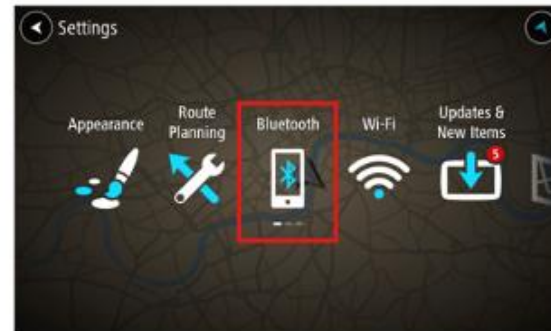 Settings
Appearance
Route
Planning
Bluetooth
Wi-Fi
Updates &
New Items
5